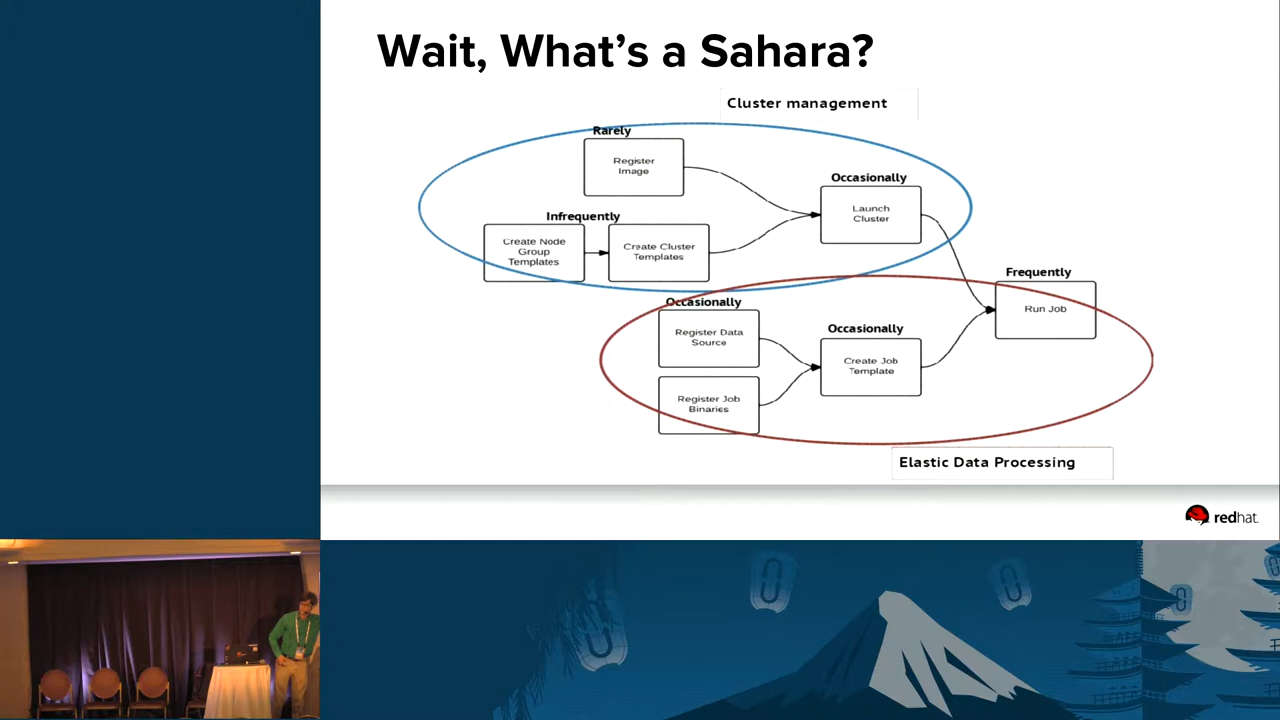 Wait, What's a Sahara?
Cluster management
Rarely
Register
Image
Occasionally
Launch
Cluster
Infrequently
Create Node
Group
Templates
Create Cluster
Templates
Frequently
Run Job
Occasionally
Register Data
Source
Occasionally
Create Job
Template
Register Job
Binaries
Elastic Data Processing
redhat.